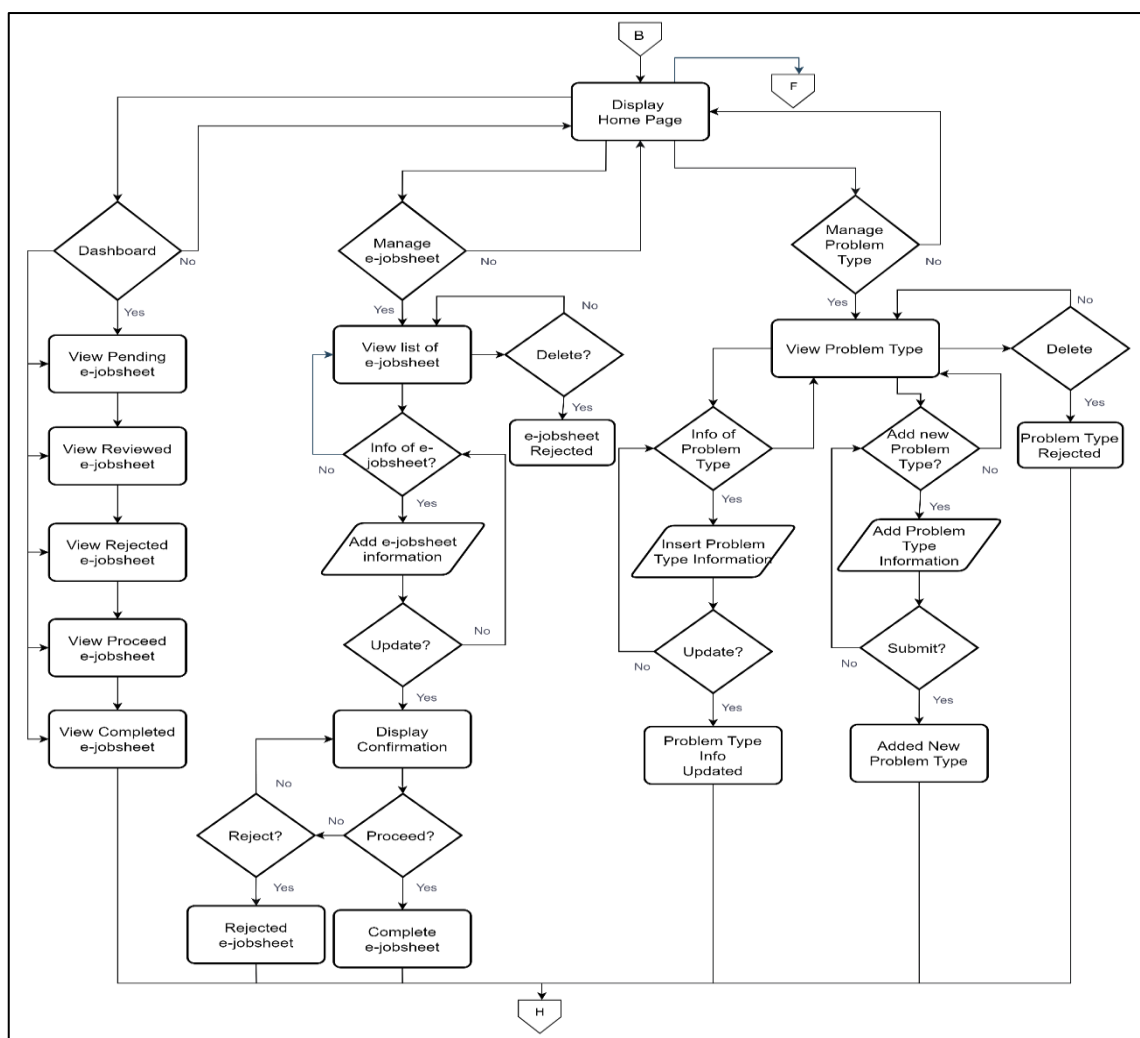 B
F
Display
Home Page
Dashboard
No
Yes
Manage
e-jobsheet
No
Yes
Manage
Problem
Type
No
Yes
View Pending
e-jobsheet
View Reviewed
e-jobsheet
View Rejected
e-jobsheet
View Proceed
e-jobsheet
View Completed
e-jobsheet
View list of
e-jobsheet
No
Delete?
Yes
e-jobsheet
Rejected
Info of e-
jobsheet?
No
Yes
Add e-jobsheet
information
Update?
No
Yes
Display
Confirmation
No
Reject?
No
Proceed?
Yes
Yes
Rejected
e-jobsheet
Complete
e-jobsheet
View Problem Type
No
Delete
Yes
Problem Type
Rejected
Info of
Problem
Type
Yes
Insert Problem
Type Information
Update?
No
Yes
Problem Type
Info
Updated
Add new
Problem
Type?
No
Yes
Add Problem
Type
Information
Submit?
No
Yes
Added New
Problem Type
H